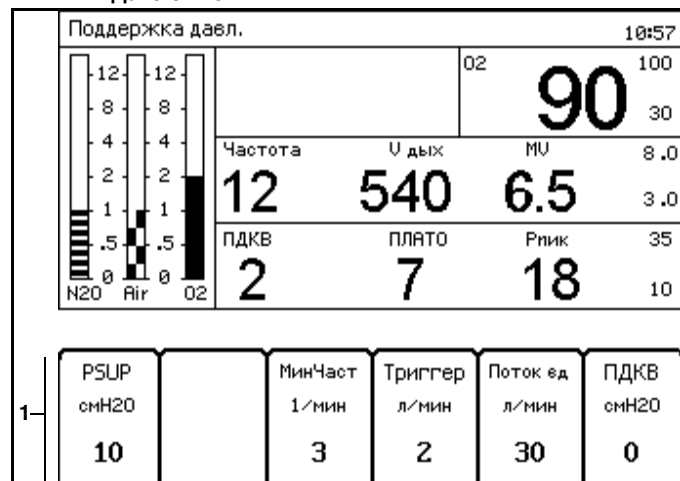 Поддержка давл. 10:57
12 12
8 8
4 4
2 2
1 1
.5 .5
0 0
N2O Air O2
O2 90 100
30
Частота V дых MV 8.0
12 540 6.5 3.0
ПДКВ ПЛАТО Рпик 35
2 7 18 10
PSUP МинЧаст Триггер Поток вд ПДКВ
смH2O 1/мин л/мин л/мин смH2O
1
10 3 2 30 0